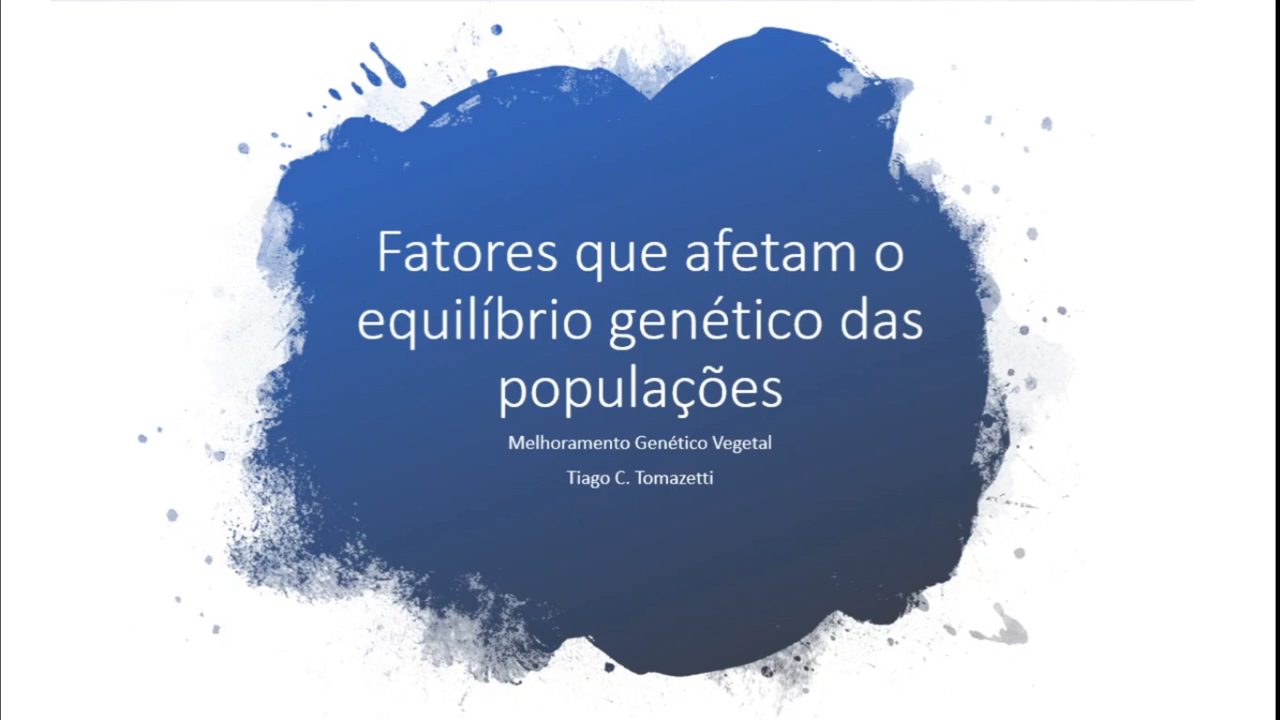 Fatores que afetam o
equilíbrio genético das
populações
Melhoramento Genético Vegetal
Tiago C. Tomazetti